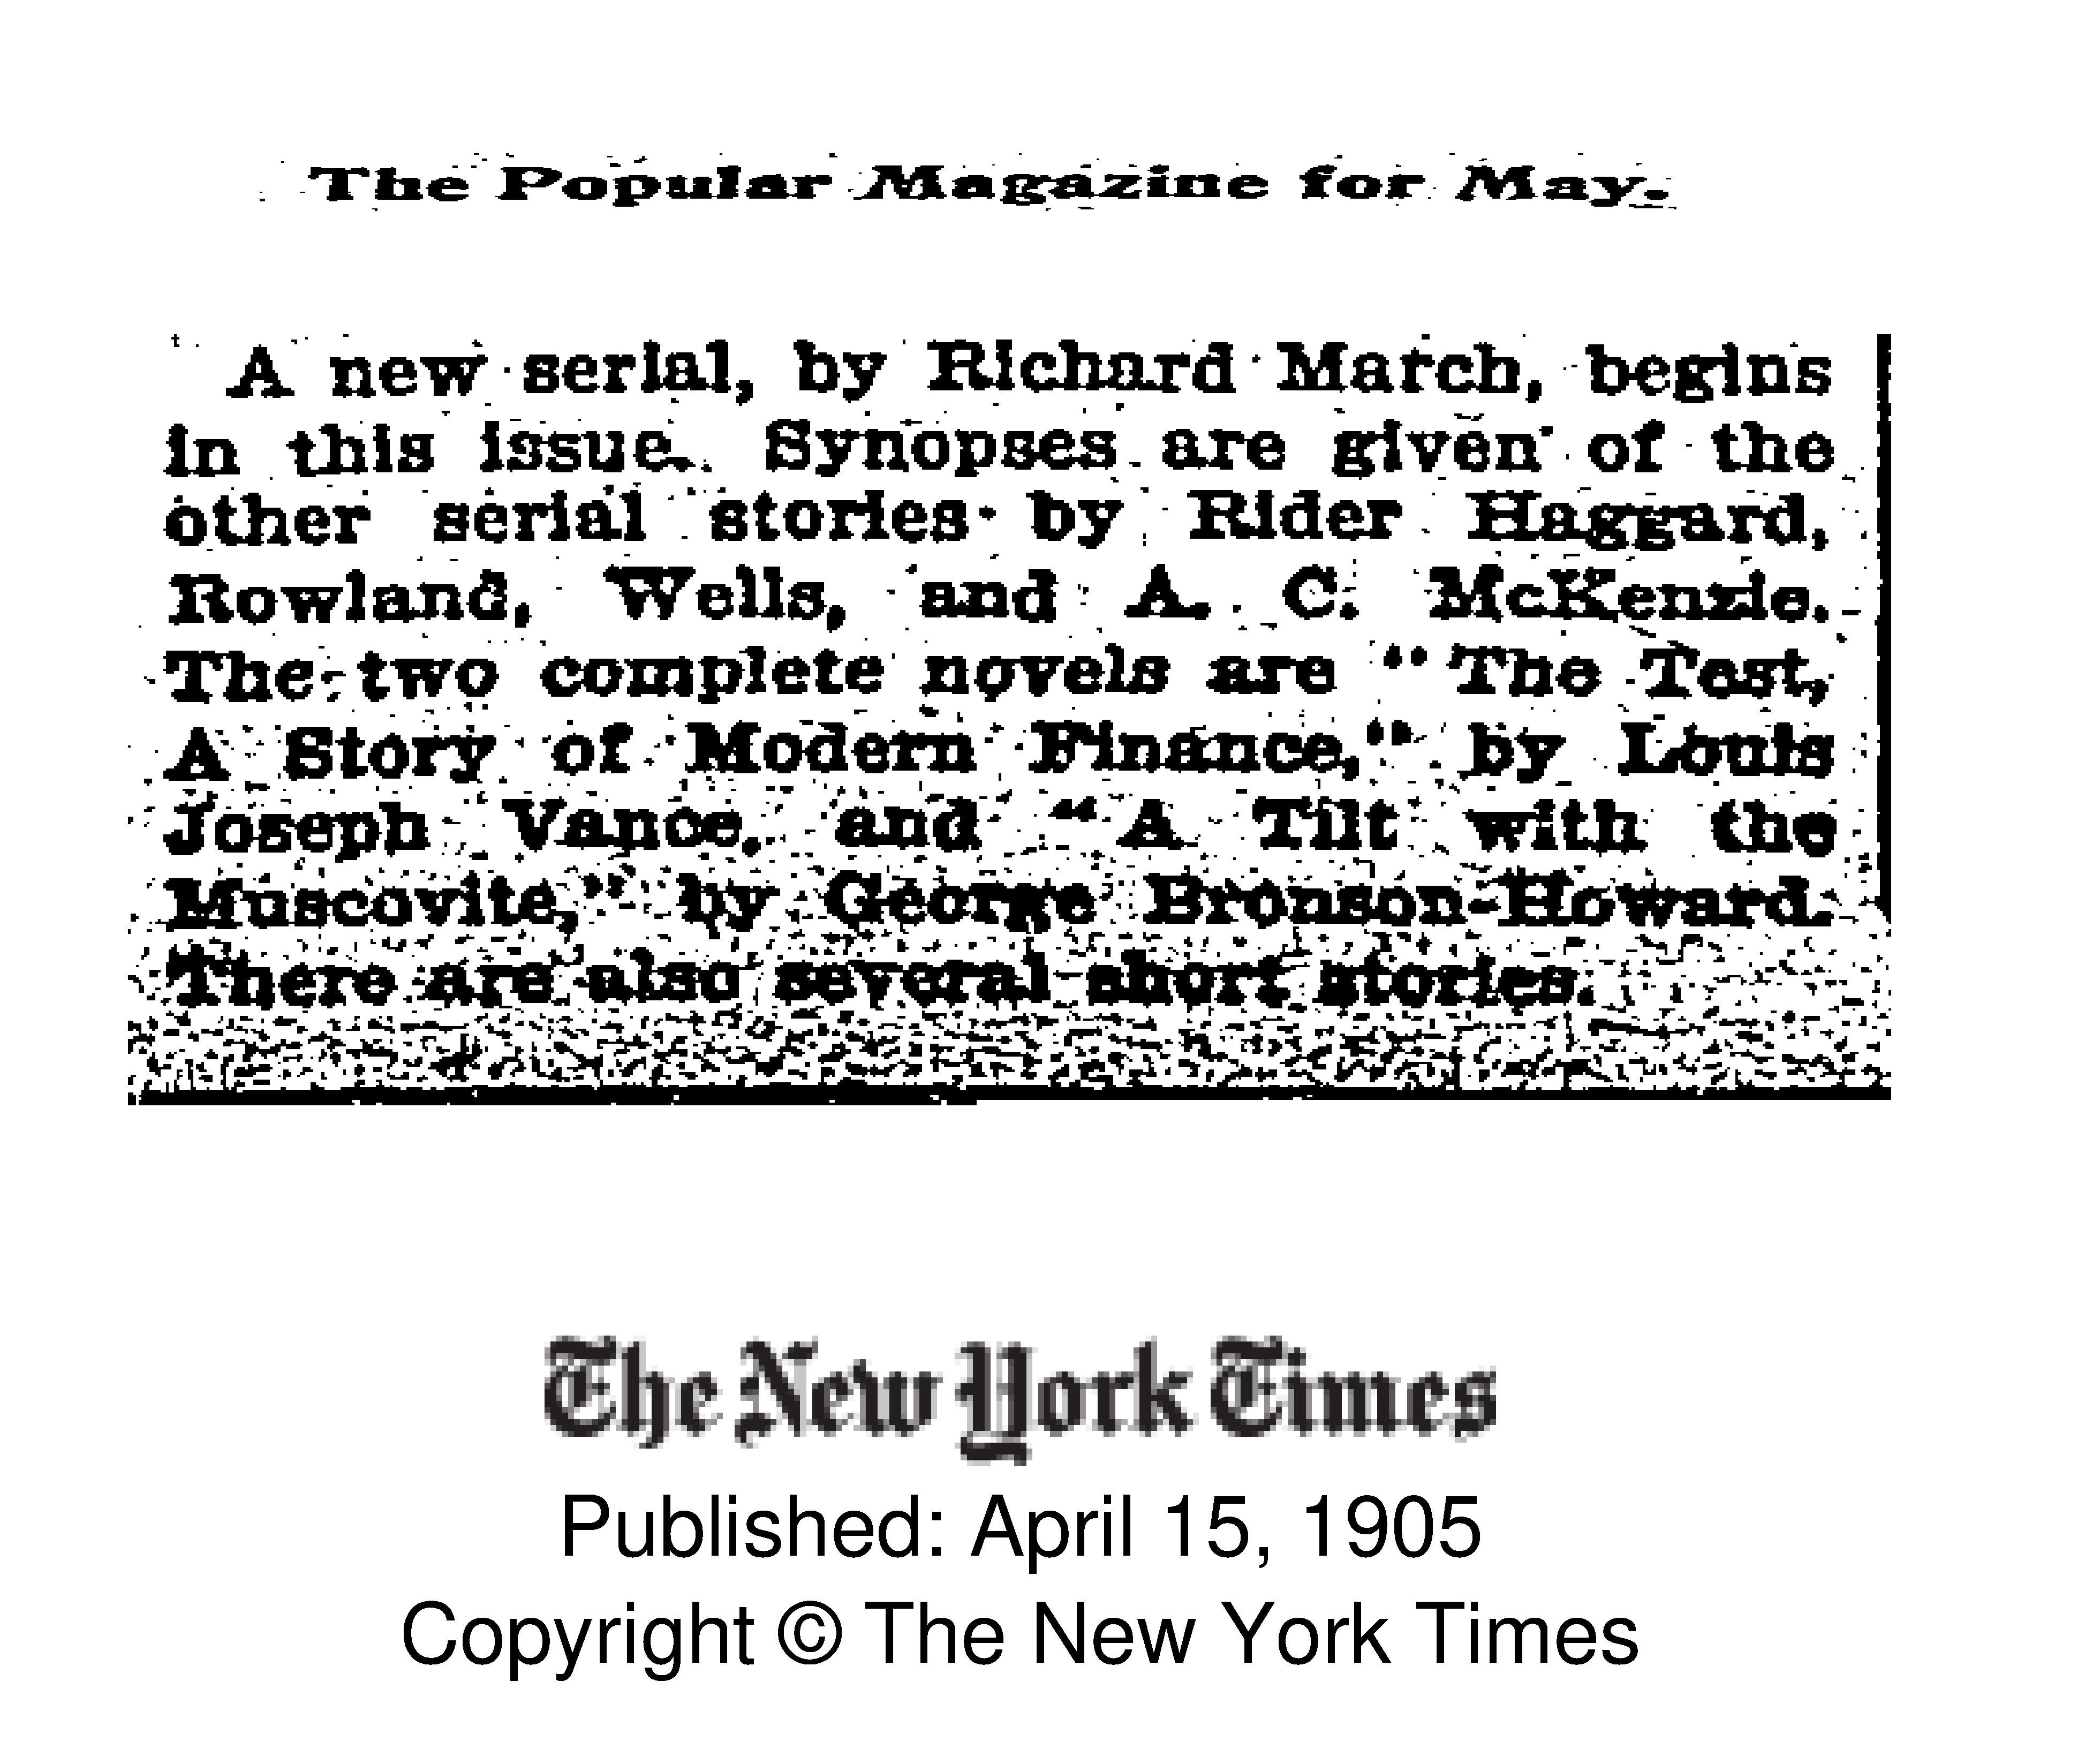 The Popular Magazine for May.
A new serial, by Richard March, begins
in this issue. Synopses are given of the
other serial stories by Rider Haggard,
Rowland, Wells, and A. C. McKenzie.
The two complete novels are "The Test,
A Story of Modern Finance," by Louis
Joseph Vance, and "A Tilt with the
Muscovite," by George Bronson-Howard.
There are also several short stories.
The New York Times
Published: April 15, 1905
Copyright © The New York Times